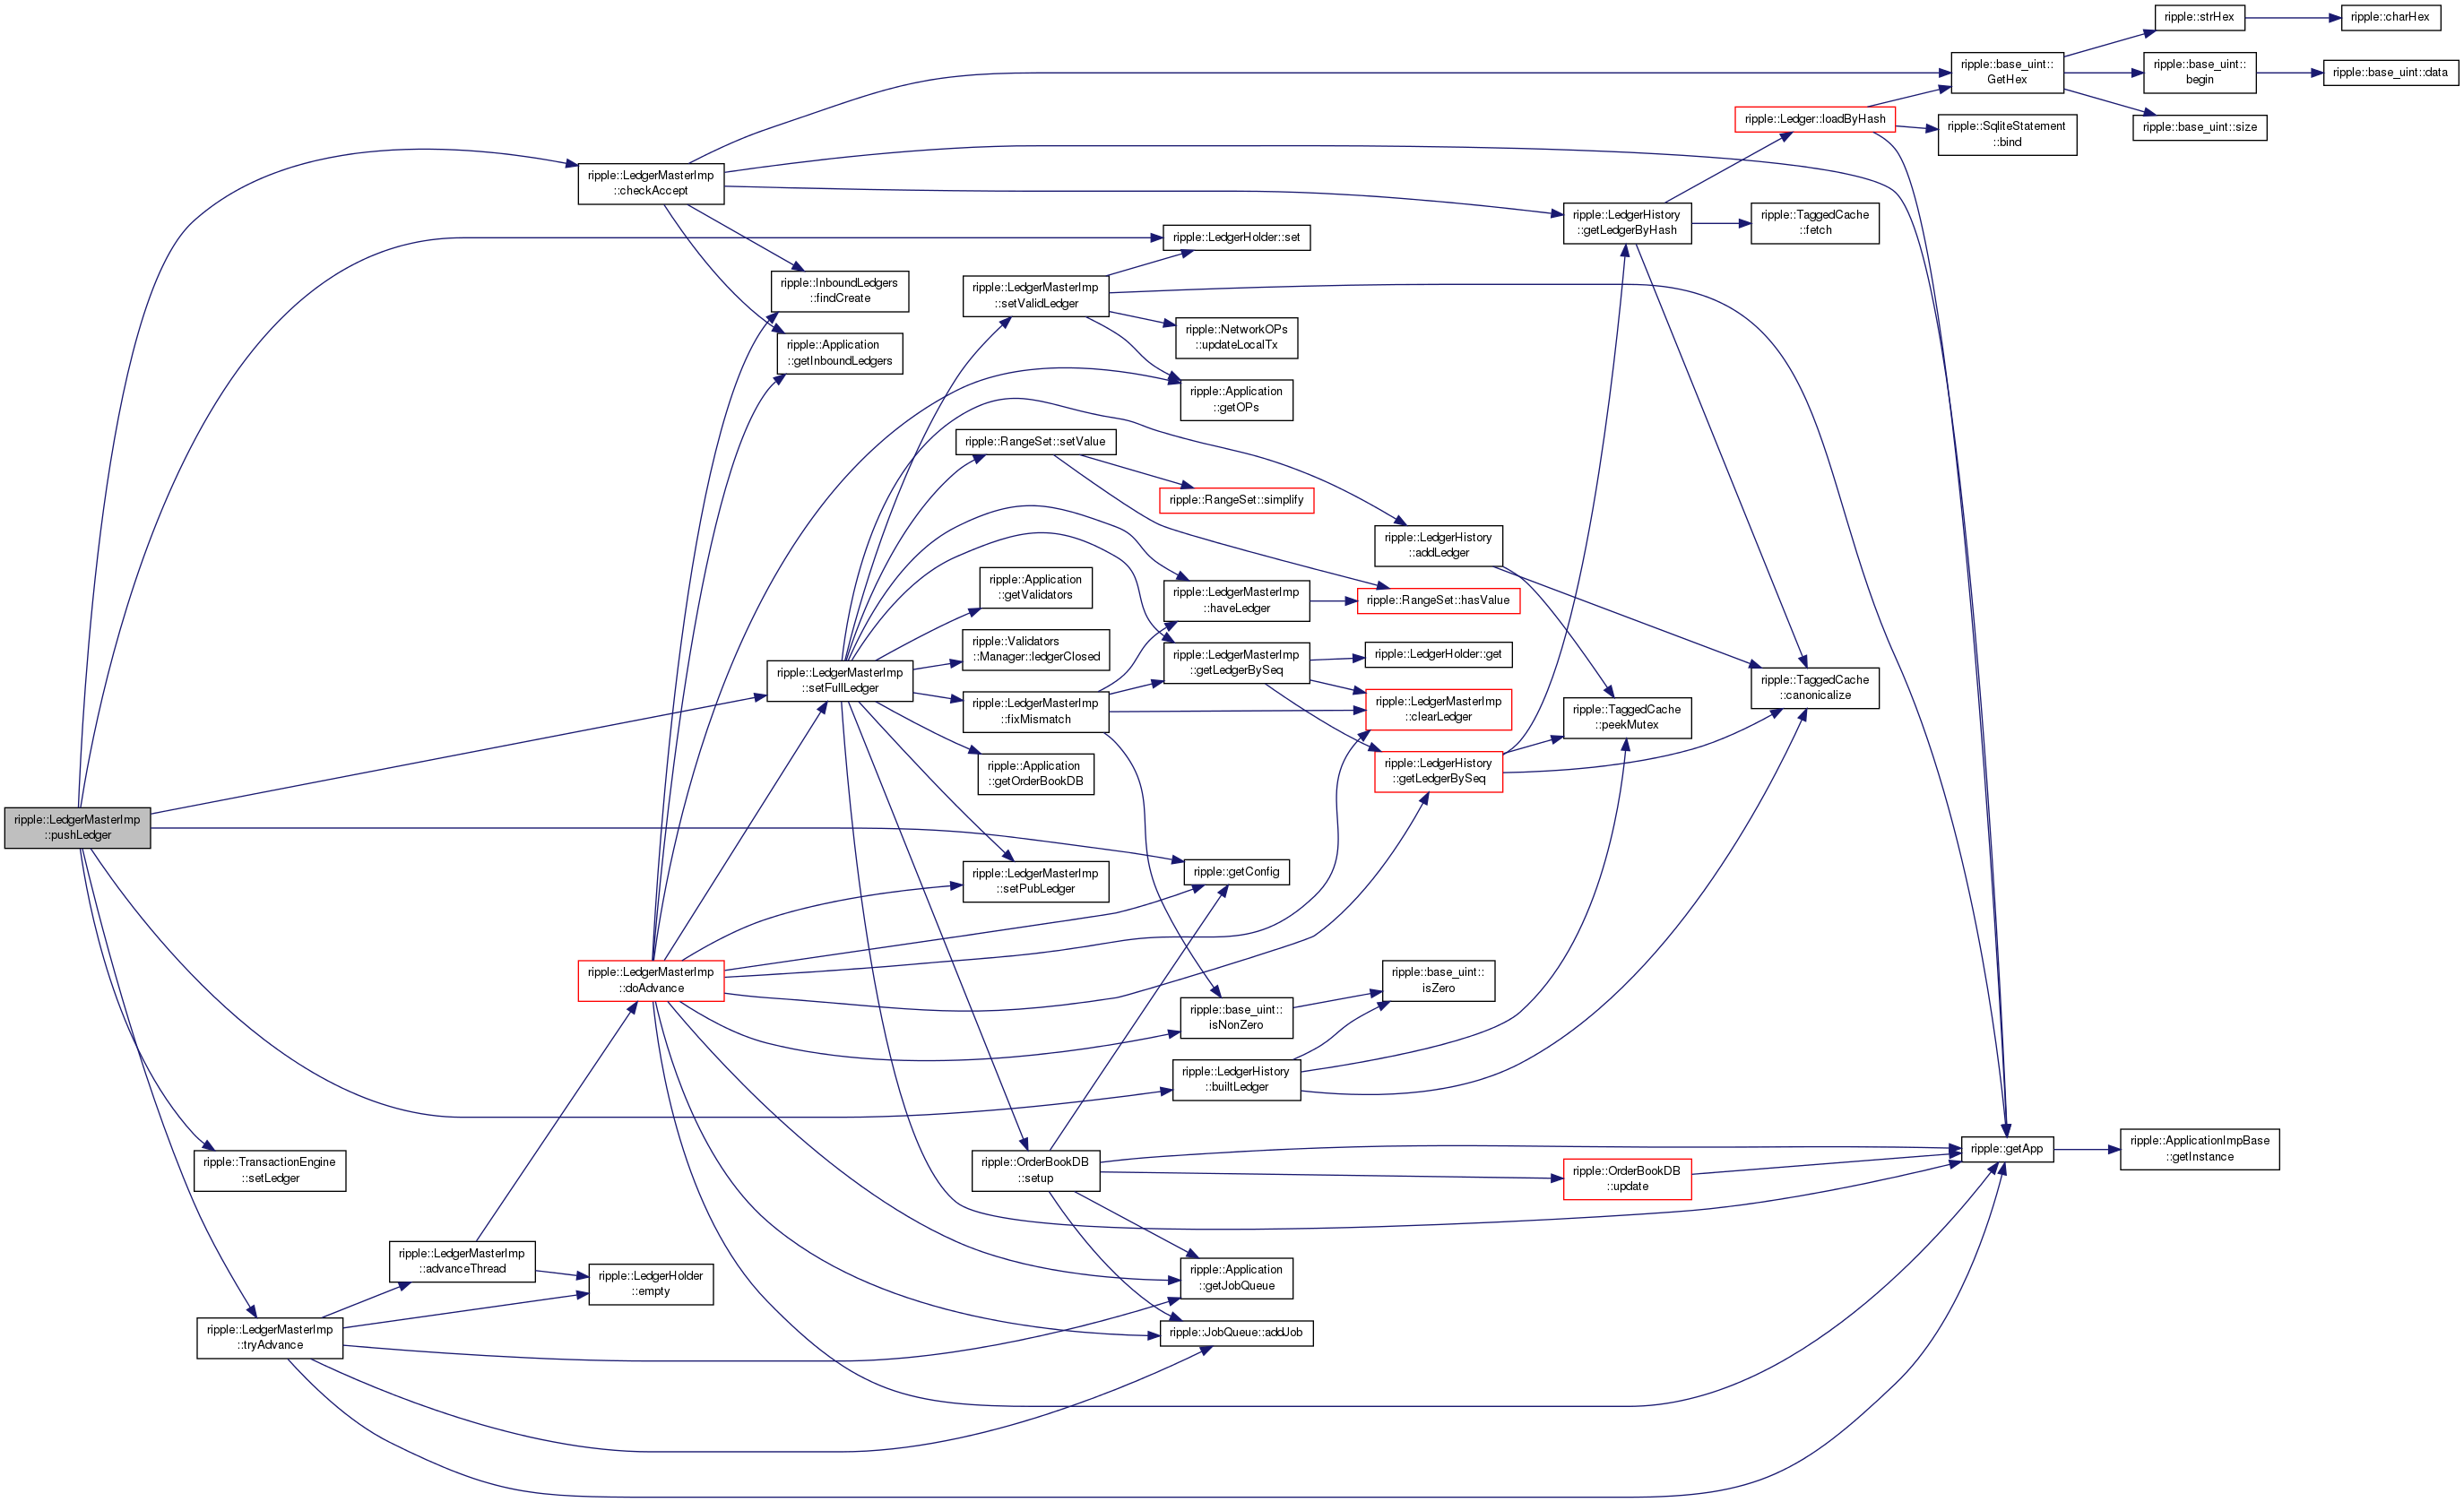 ripple::strHex
ripple::charHex
ripple::base_uint::
GetHex
ripple::base_uint::
begin
ripple::base_uint::data
ripple::base_uint::size
ripple::Ledger::loadByHash
ripple::SqliteStatement
::bind
ripple::LedgerMasterImp
::checkAccept
ripple::LedgerHistory
::getLedgerByHash
ripple::TaggedCache
::fetch
ripple::LedgerHolder::set
ripple::InboundLedgers
::findCreate
ripple::LedgerMasterImp
::setValidLedger
ripple::NetworkOPs
::updateLocalTx
ripple::Application
::getInboundLedgers
ripple::Application
::getOPs
ripple::RangeSet::setValue
ripple::RangeSet::simplify
ripple::LedgerHistory
::addLedger
ripple::Application
::getValidators
ripple::LedgerMasterImp
::haveLedger
ripple::RangeSet::hasValue
ripple::Validators
::Manager::ledgerClosed
ripple::LedgerMasterImp
::getLedgerBySeq
ripple::LedgerHolder::get
ripple::LedgerMasterImp
::setFullLedger
ripple::LedgerMasterImp
::fixMismatch
ripple::LedgerMasterImp
::clearLedger
ripple::TaggedCache
::peekMutex
ripple::TaggedCache
::canonicalize
ripple::Application
::getOrderBookDB
ripple::LedgerHistory
::getLedgerBySeq
ripple::LedgerMasterImp
::pushLedger
ripple::LedgerMasterImp
::setPubLedger
ripple::getConfig
ripple::LedgerMasterImp
::doAdvance
ripple::base_uint::
isZero
ripple::base_uint::
isNonZero
ripple::LedgerHistory
::builtLedger
ripple::TransactionEngine
::setLedger
ripple::OrderBookDB
::setup
ripple::OrderBookDB
::update
ripple::getApp
ripple::ApplicationImpBase
::getInstance
ripple::LedgerMasterImp
::advanceThread
ripple::LedgerHolder
::empty
ripple::Application
::getJobQueue
ripple::LedgerMasterImp
::tryAdvance
ripple::JobQueue::addJob